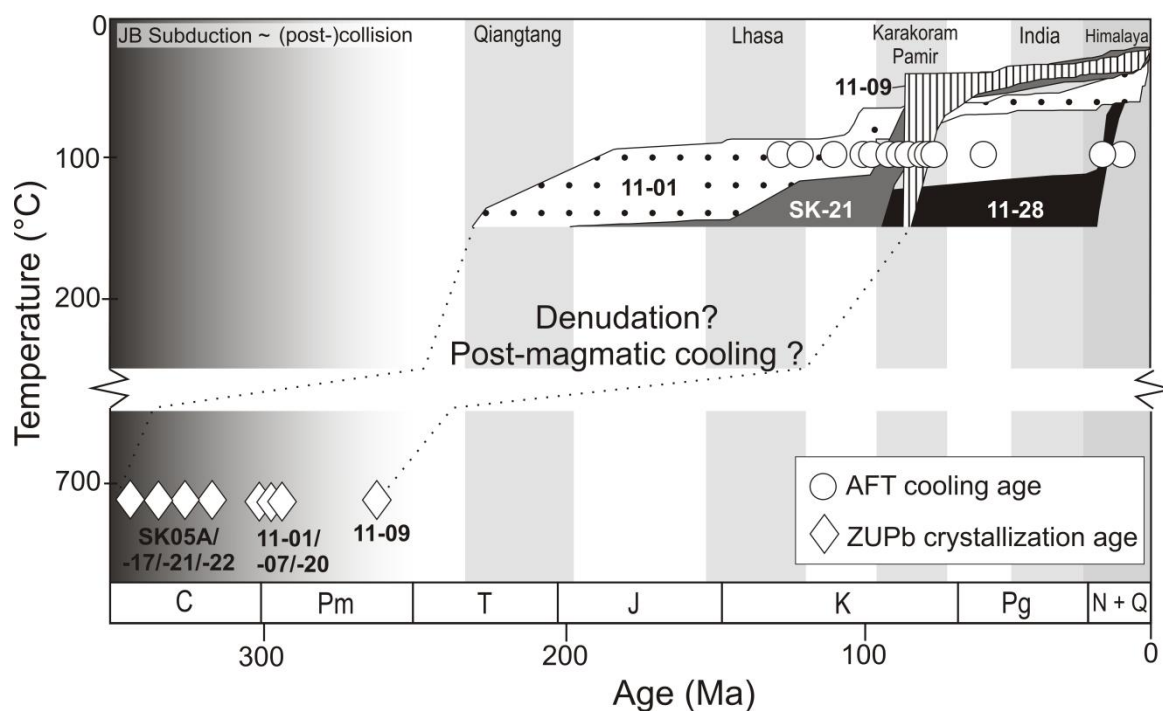 0
JB Subduction ~ (post-)collision
Qiangtang
Lhasa
Karakoram
Pamir
India
Himalaya
11-09
100
11-01
SK-21
11-28
200
Denudation?
Post-magmatic cooling ?
Temperature (°C)
700
SK05A/
-17/-21/-22
11-01/
-07/-20
11-09
AFT cooling age
ZUPb crystallization age
C
Pm
T
J
K
Pg
N + Q
300
200
100
0
Age (Ma)